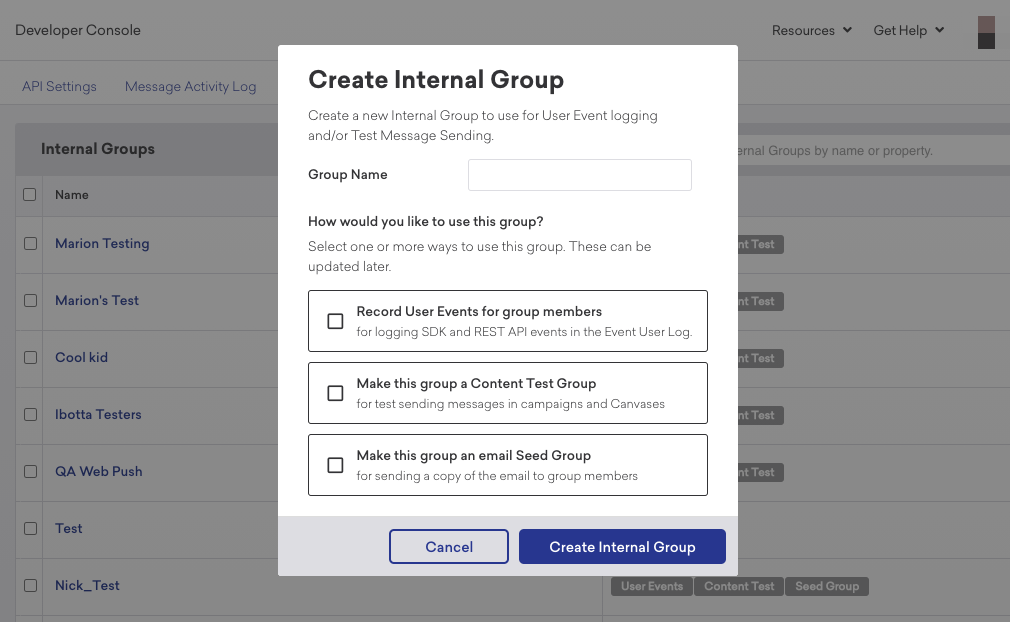 Developer Console
Resources
Get Help
API Settings
Message Activity Log
Internal Groups
Groups by name or property.
Name
Marion Testing
Test
Marion's Test
Test
Cool kid
Test
Ibotta Testers
Test
QA Web Push
Test
Test
Nick_Test
User Events
Content Test
Seed Group
Create Internal Group
Create a new Internal Group to use for User Event logging
and/or Test Message Sending.
Group Name
How would you like to use this group?
Select one or more ways to use this group. These can be
updated later.
Record User Events for group members
for logging SDK and REST API events in the Event User Log.
Make this group a Content Test Group
for test sending messages in campaigns and Canvases
Make this group an email Seed Group
for sending a copy of the email to group members
Cancel
Create Internal Group